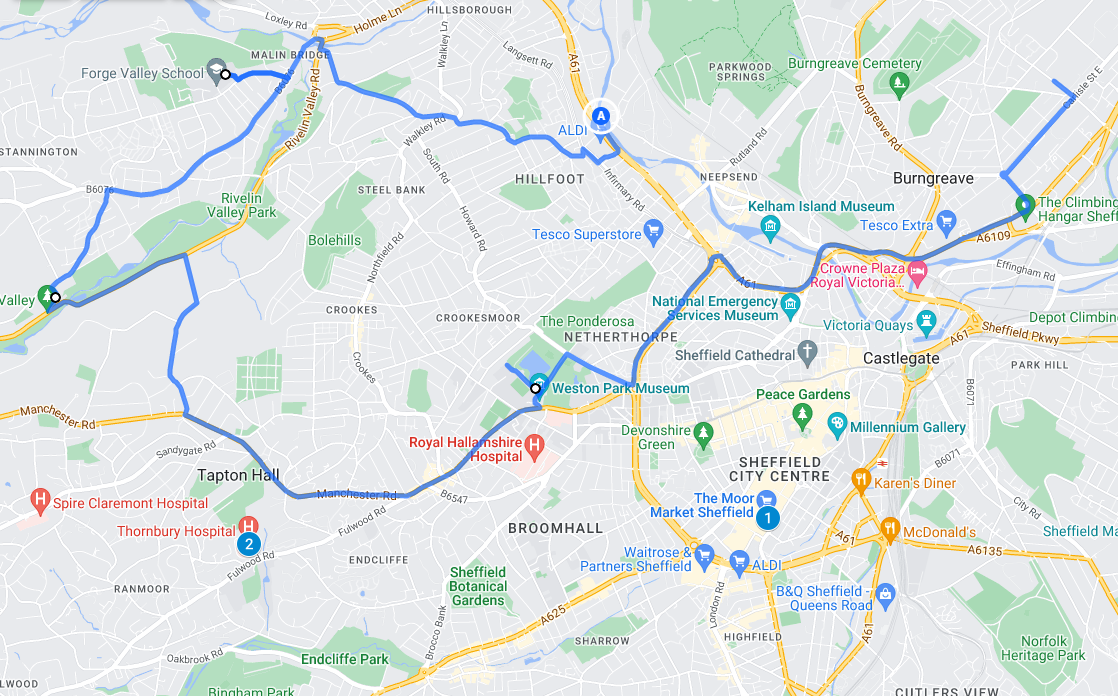 HILLSBOROUGH
Loxley Rd
Holme Ln
Walkley Ln
Langsett Rd
A61
MALIN BRIDGE
Forge Valley School
B6076
Rivelin Valley Rd
PARKWOOD
SPRINGS
Burngreave Cemetery
Burngreave Rd
Carlisle St E
A
ALDI
Walkley Rd
STANNINGTON
South Rd
Rutland Rd
HILLFOOT
Infirmary Rd
NEEPSEND
Burngreave
B6076
STEEL BANK
Rivelin
Valley Park
Howard Rd
Kelham Island Museum
The Climbing
Hangar Sheff
Tesco Superstore
Tesco Extra
A6109
Bolehills
Northfield Rd
Crowne Plaza
Royal Victoria...
Effingham Rd
A61
Valley
National Emergency
Services Museum
CROOKES
CROOKESMOOR
The Ponderosa
NETHERTHORPE
Victoria Quays
Depot Climbin
Sheffield Pkwy
A61
Sheffield Cathedral
Castlegate
PARK HILL
Crookes
Weston Park Museum
Peace Gardens
B6071
Manchester Rd
Devonshire
Green
Millennium Gallery
Royal Hallamshire
Hospital
Sandygate Rd
SHEFFIELD
CITY CENTRE
B6071
Tapton Hall
Karen's Diner
Manchester Rd
B6547
The Moor
Market Sheffield
1
City Rd
Spire Claremont Hospital
Fulwood Rd
Thornbury Hospital
2
BROOMHALL
McDonald's
Sheffield Ma
A61
A6135
Fulwood Rd
ENDCLIFFE
Waitrose &
Partners Sheffield
ALDI
RANMOOR
Sheffield
Botanical
Gardens
London Rd
B&Q Sheffield -
Queens Road
A625
A61
Brocco Bank
SHARROW
HIGHFIELD
Norfolk
Heritage Park
Oakbrook Rd
Endcliffe Park
LWOOD
Bingham Park
CUTLERS VIEW